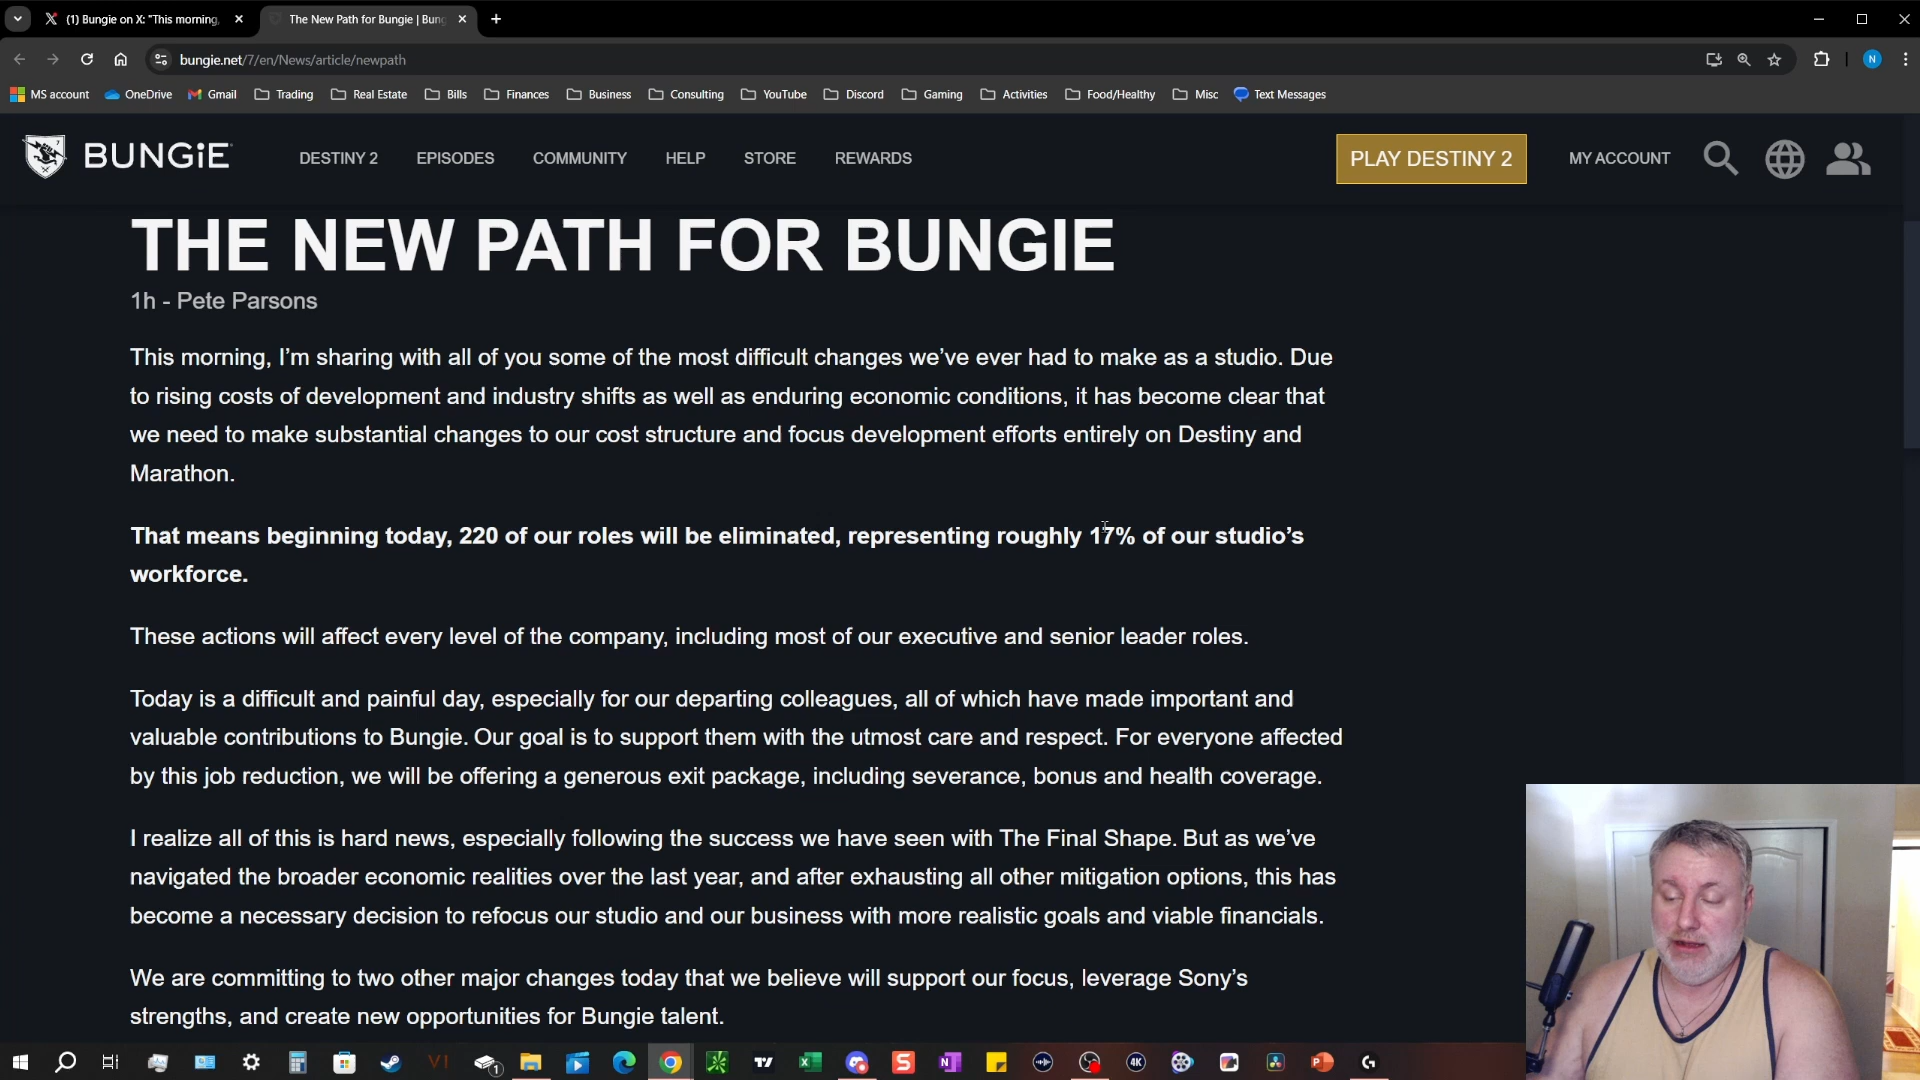 (1) Bungie on X: "This morning,
The New Path for Bungie | Bung
bungie.net/7/en/News/article/newpath
N
MS account
OneDrive
Gmail
Trading
Real Estate
Bills
Finances
Business
Consulting
YouTube
Discord
Gaming
Activities
Food/Healthy
Misc
Text Messages
BUNGiE
DESTINY 2
EPISODES
COMMUNITY
HELP
STORE
REWARDS
PLAY DESTINY 2
MY ACCOUNT
THE NEW PATH FOR BUNGIE
1h - Pete Parsons
This morning, I’m sharing with all of you some of the most difficult changes we’ve ever had to make as a studio. Due
to rising costs of development and industry shifts as well as enduring economic conditions, it has become clear that
we need to make substantial changes to our cost structure and focus development efforts entirely on Destiny and
Marathon.
That means beginning today, 220 of our roles will be eliminated, representing roughly 17% of our studio’s
workforce.
These actions will affect every level of the company, including most of our executive and senior leader roles.
Today is a difficult and painful day, especially for our departing colleagues, all of which have made important and
valuable contributions to Bungie. Our goal is to support them with the utmost care and respect. For everyone affected
by this job reduction, we will be offering a generous exit package, including severance, bonus and health coverage.
I realize all of this is hard news, especially following the success we have seen with The Final Shape. But as we’ve
navigated the broader economic realities over the last year, and after exhausting all other mitigation options, this has
become a necessary decision to refocus our studio and our business with more realistic goals and viable financials.
We are committing to two other major changes today that we believe will support our focus, leverage Sony’s
strengths, and create new opportunities for Bungie talent.
VI
1
4K